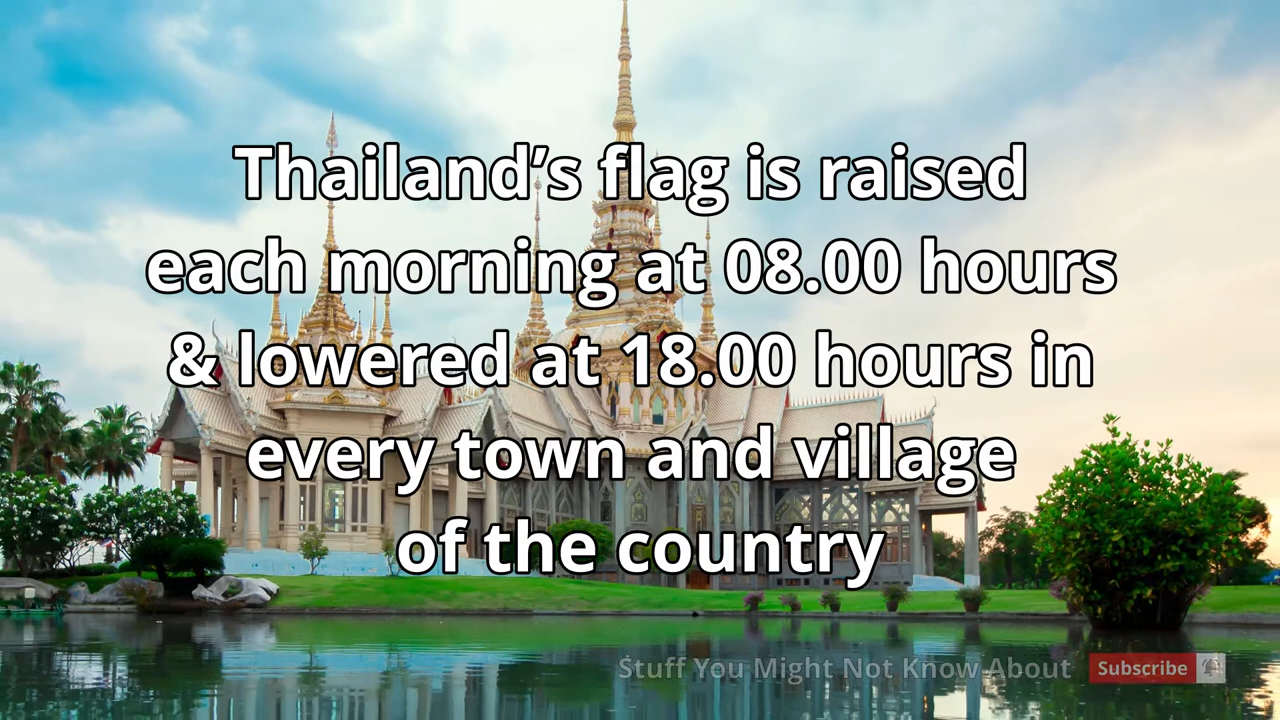 Thailand’s flag is raised
each morning at 08.00 hours
& lowered at 18.00 hours in
every town and village
of the country
Stuff You Might Not Know About
Subscribe